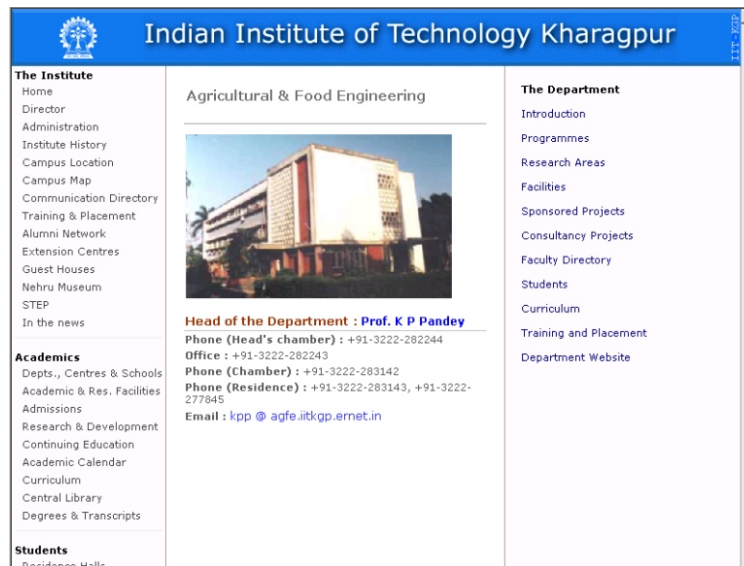 Indian Institute of Technology Kharagpur
IIT-KGP
The Institute
Home
Director
Administration
Institute History
Campus Location
Campus Map
Communication Directory
Training & Placement
Alumni Network
Extension Centres
Guest Houses
Nehru Museum
STEP
In the news
Academics
Depts., Centres & Schools
Academic & Res. Facilities
Admissions
Research & Development
Continuing Education
Academic Calendar
Curriculum
Central Library
Degrees & Transcripts
Students
Residence Halls
Agricultural & Food Engineering
Head of the Department : Prof. K P Pandey
Phone (Head's chamber) : +91-3222-282244
Office : +91-3222-282243
Phone (Chamber) : +91-3222-283142
Phone (Residence) : +91-3222-283143, +91-3222-
277845
Email : kpp @ agfe.iitkgp.ernet.in
The Department
Introduction
Programmes
Research Areas
Facilities
Sponsored Projects
Consultancy Projects
Faculty Directory
Students
Curriculum
Training and Placement
Department Website